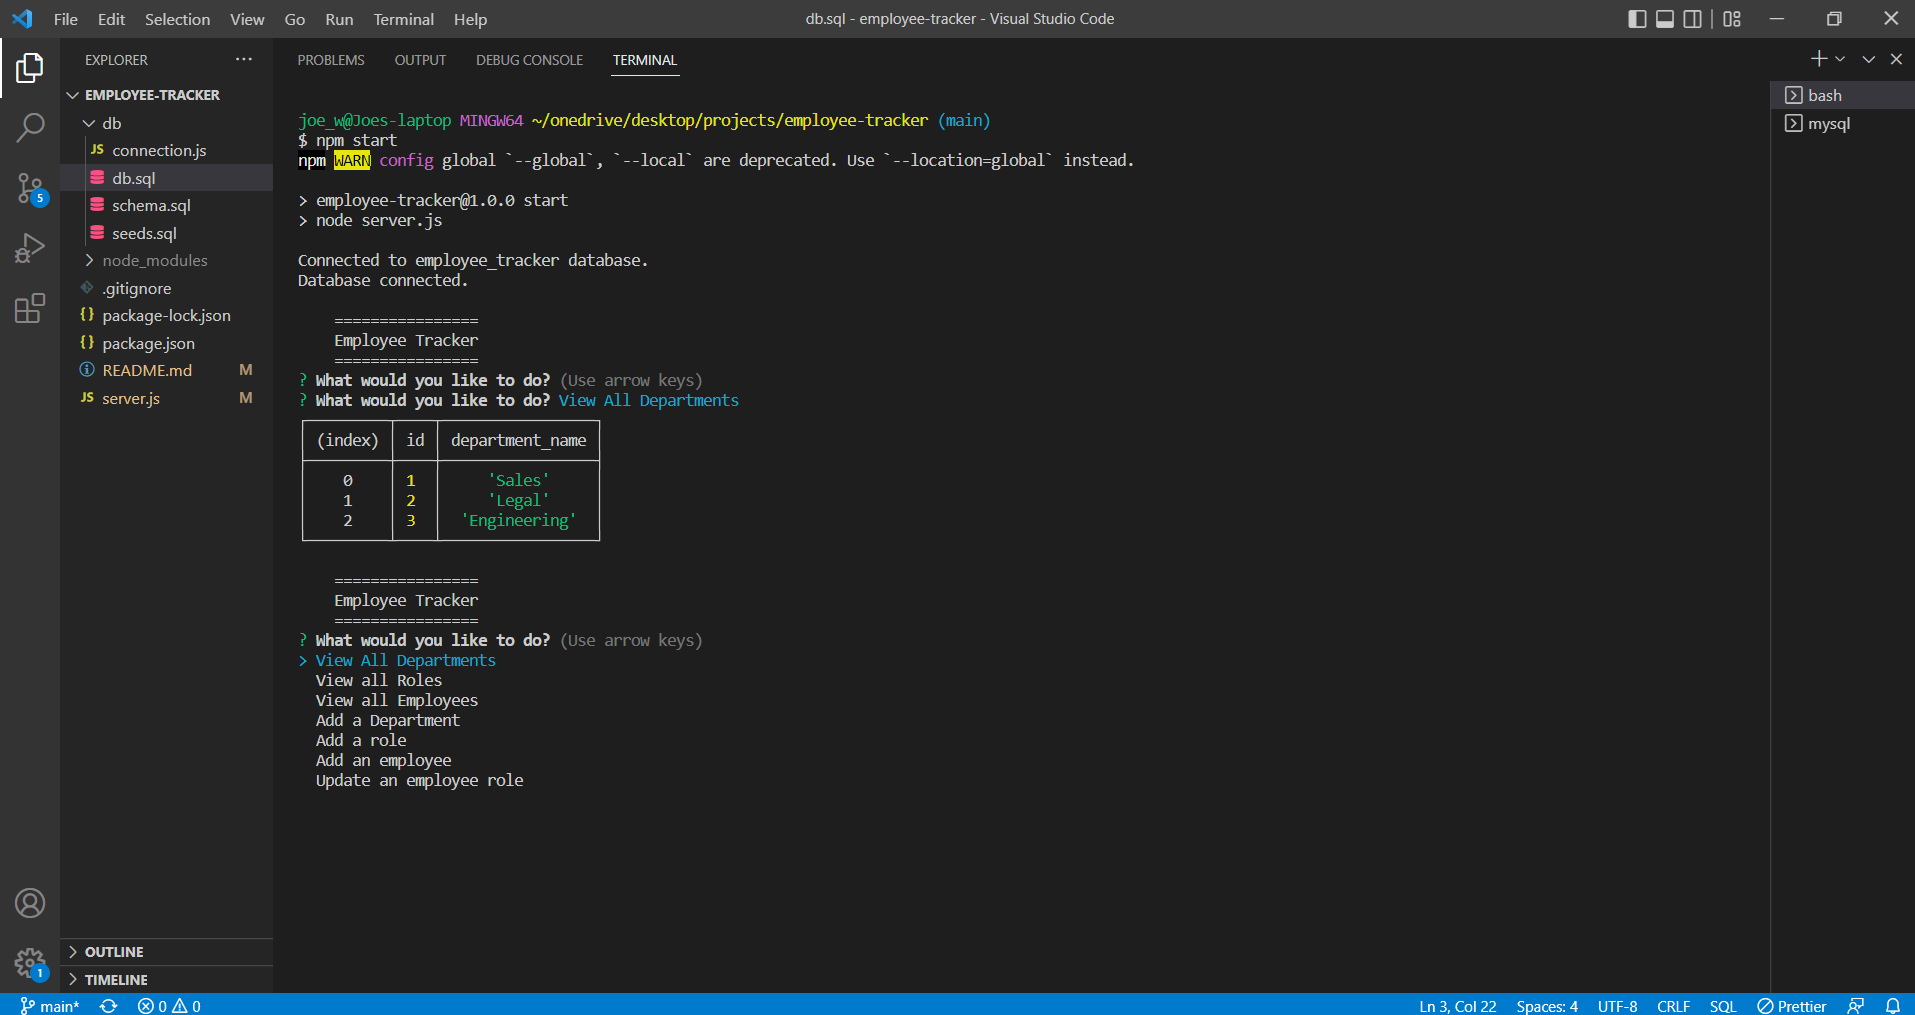 File Edit Selection View Go Run Terminal Help
db.sql - employee-tracker - Visual Studio Code
EXPLORER
EMPLOYEE-TRACKER
db
JS connection.js
db.sql
schema.sql
seeds.sql
node_modules
.gitignore
{} package-lock.json
{} package.json
README.md M
JS server.js M
5
1
OUTLINE
TIMELINE
PROBLEMS OUTPUT DEBUG CONSOLE TERMINAL
joe_w@Joes-laptop MINGW64 ~/onedrive/desktop/projects/employee-tracker (main)
$ npm start
npm WARN config global `--global`, `--local` are deprecated. Use `--location=global` instead.
> employee-tracker@1.0.0 start
> node server.js
Connected to employee_tracker database.
Database connected.
================
Employee Tracker
================
? What would you like to do? (Use arrow keys)
? What would you like to do? View All Departments
(index) id department_name
0 1 'Sales'
1 2 'Legal'
2 3 'Engineering'
================
Employee Tracker
================
? What would you like to do? (Use arrow keys)
> View All Departments
View all Roles
View all Employees
Add a Department
Add a role
Add an employee
Update an employee role
bash
mysql
main* 0 0
Ln 3, Col 22 Spaces: 4 UTF-8 CRLF SQL Prettier